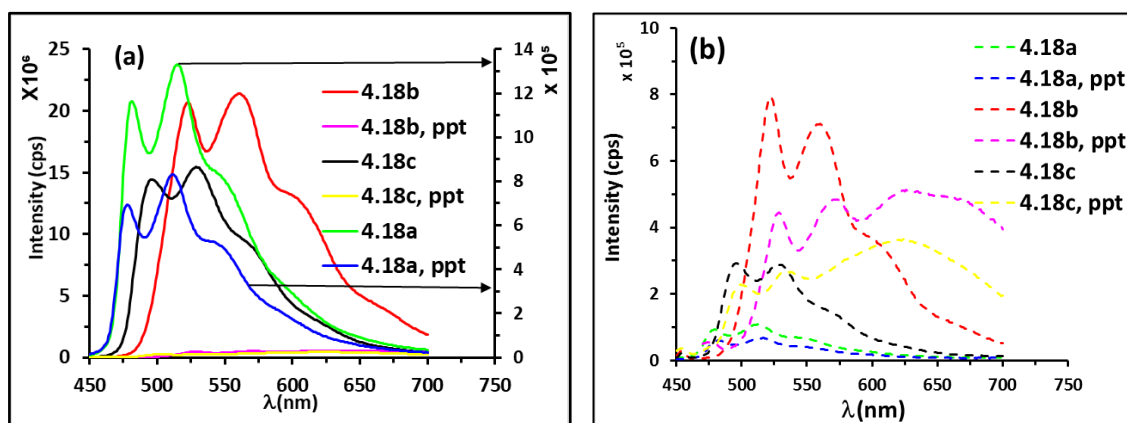 (a)
X10⁶
Intensity (cps)
25
20
15
10
5
0
14
12
10
8
6
4
2
0
x 10⁵
4.18b
4.18b, ppt
4.18c
4.18c, ppt
4.18a
4.18a, ppt
450 500 550 600 650 700 750
λ(nm)
(b)
x 10⁵
Intensity (cps)
10
8
6
4
2
0
4.18a
4.18a, ppt
4.18b
4.18b, ppt
4.18c
4.18c, ppt
450 500 550 600 650 700 750
λ(nm)